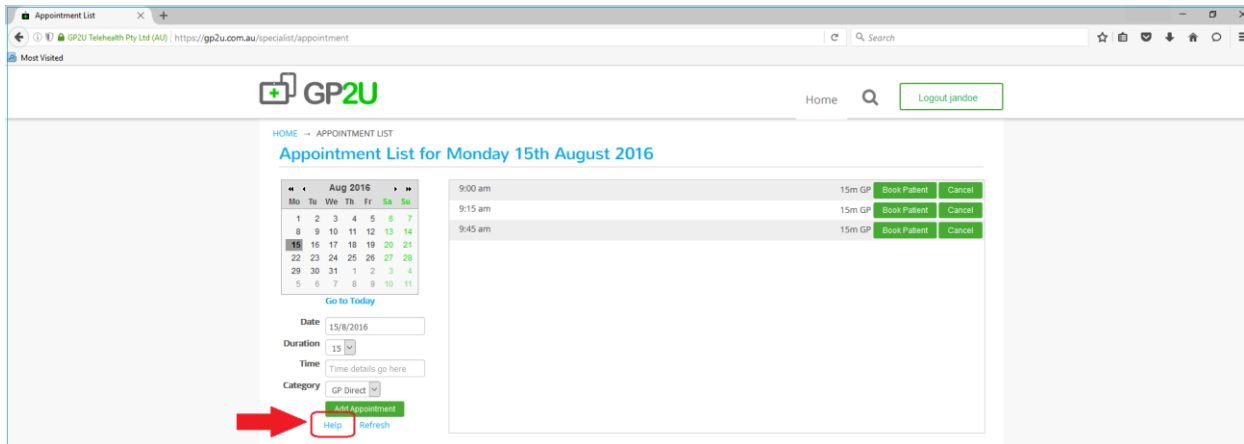 Appointment List
GP2U Telehealth Pty Ltd (AU) https://gp2u.com.au/specialist/appointment
Search
Most Visited
GP2U
Home
Logout jandoe
HOME → APPOINTMENT LIST
Appointment List for Monday 15th August 2016
Aug 2016
Mo Tu We Th Fr Sa Su
1 2 3 4 5 6 7
8 9 10 11 12 13 14
15 16 17 18 19 20 21
22 23 24 25 26 27 28
29 30 31 1 2 3 4
5 6 7 8 9 10 11
Go to Today
Date 15/8/2016
Duration 15
Time Time details go here
Category GP Direct
Add Appointment
Help Refresh
9:00 am 15m GP Book Patient Cancel
9:15 am 15m GP Book Patient Cancel
9:45 am 15m GP Book Patient Cancel